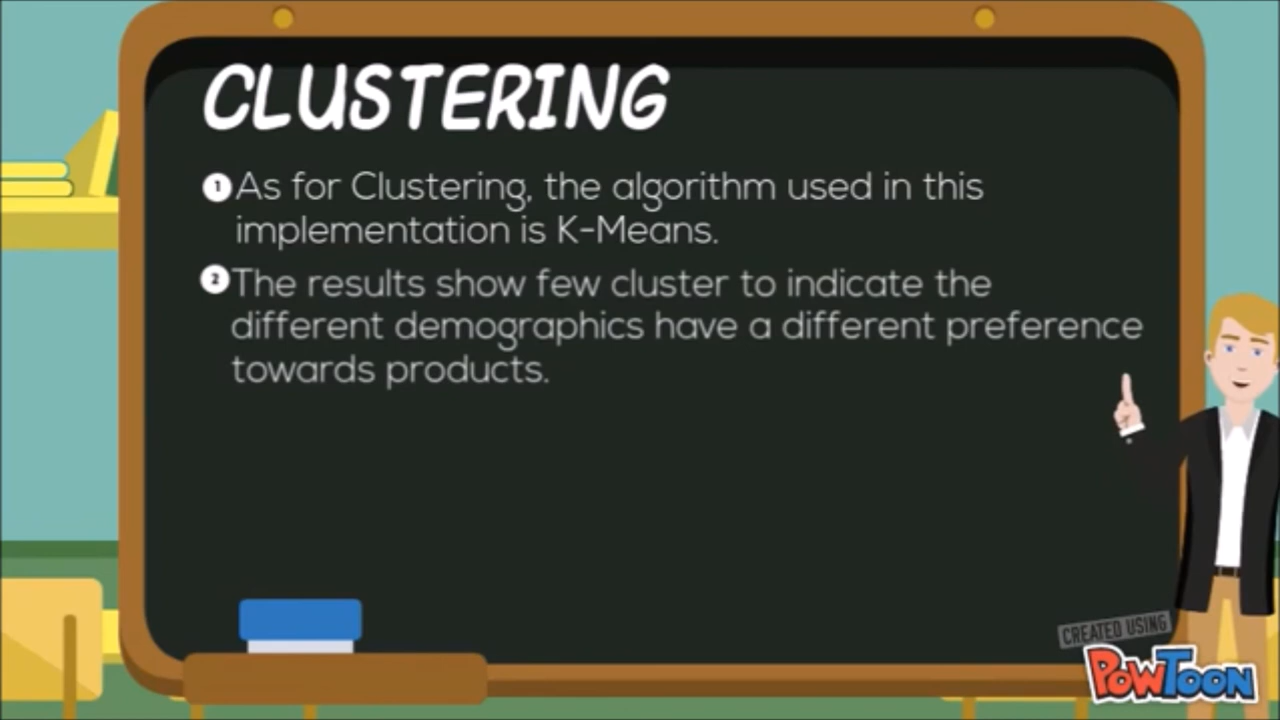 CLUSTERING
1 As for Clustering, the algorithm used in this
implementation is K-Means.
2 The results show few cluster to indicate the
different demographics have a different preference
towards products.
CREATED USING
POWTOON